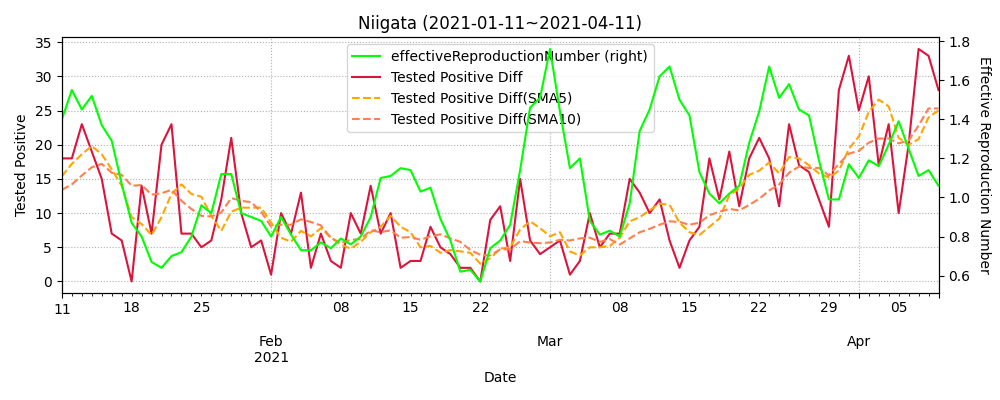 Niigata (2021-01-11~2021-04-11)
effectiveReproductionNumber (right)
Tested Positive Diff
Tested Positive Diff(SMA5)
Tested Positive Diff(SMA10)
Tested Positive
35
30
25
20
15
10
5
0
1.8
1.6
1.4
1.2
1.0
0.8
0.6
Effective Reproduction Number
11 18 25 08 15 22 08 15 22 29 05
Feb Mar Apr
2021
Date